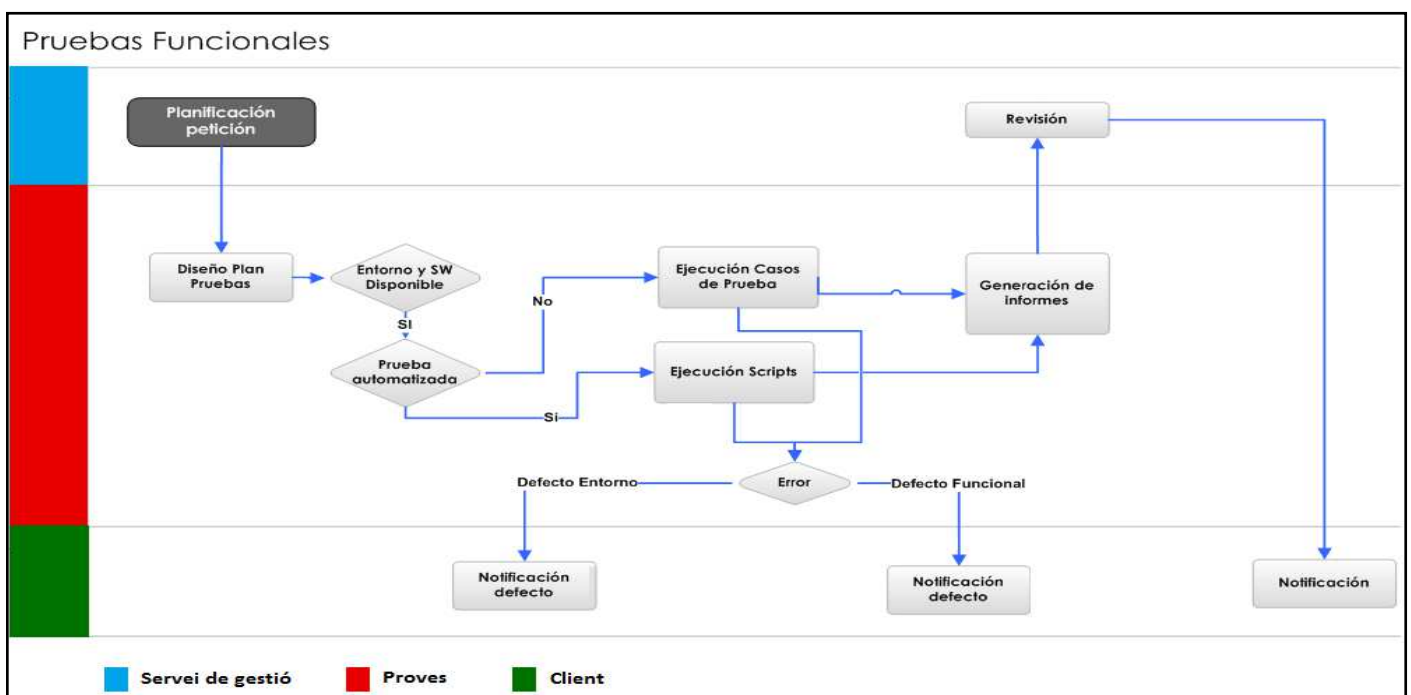 Pruebas Funcionales
Planificación
petición
Revisión
Diseño Plan
Pruebas
Entorno y SW
Disponible
Ejecución Casos
de Prueba
Generación de
informes
No
SI
Prueba
automatizada
Ejecución Scripts
Si
Defecto Entorno
Error
Defecto Funcional
Notificación
defecto
Notificación
defecto
Notificación
Servei de gestió
Proves
Client